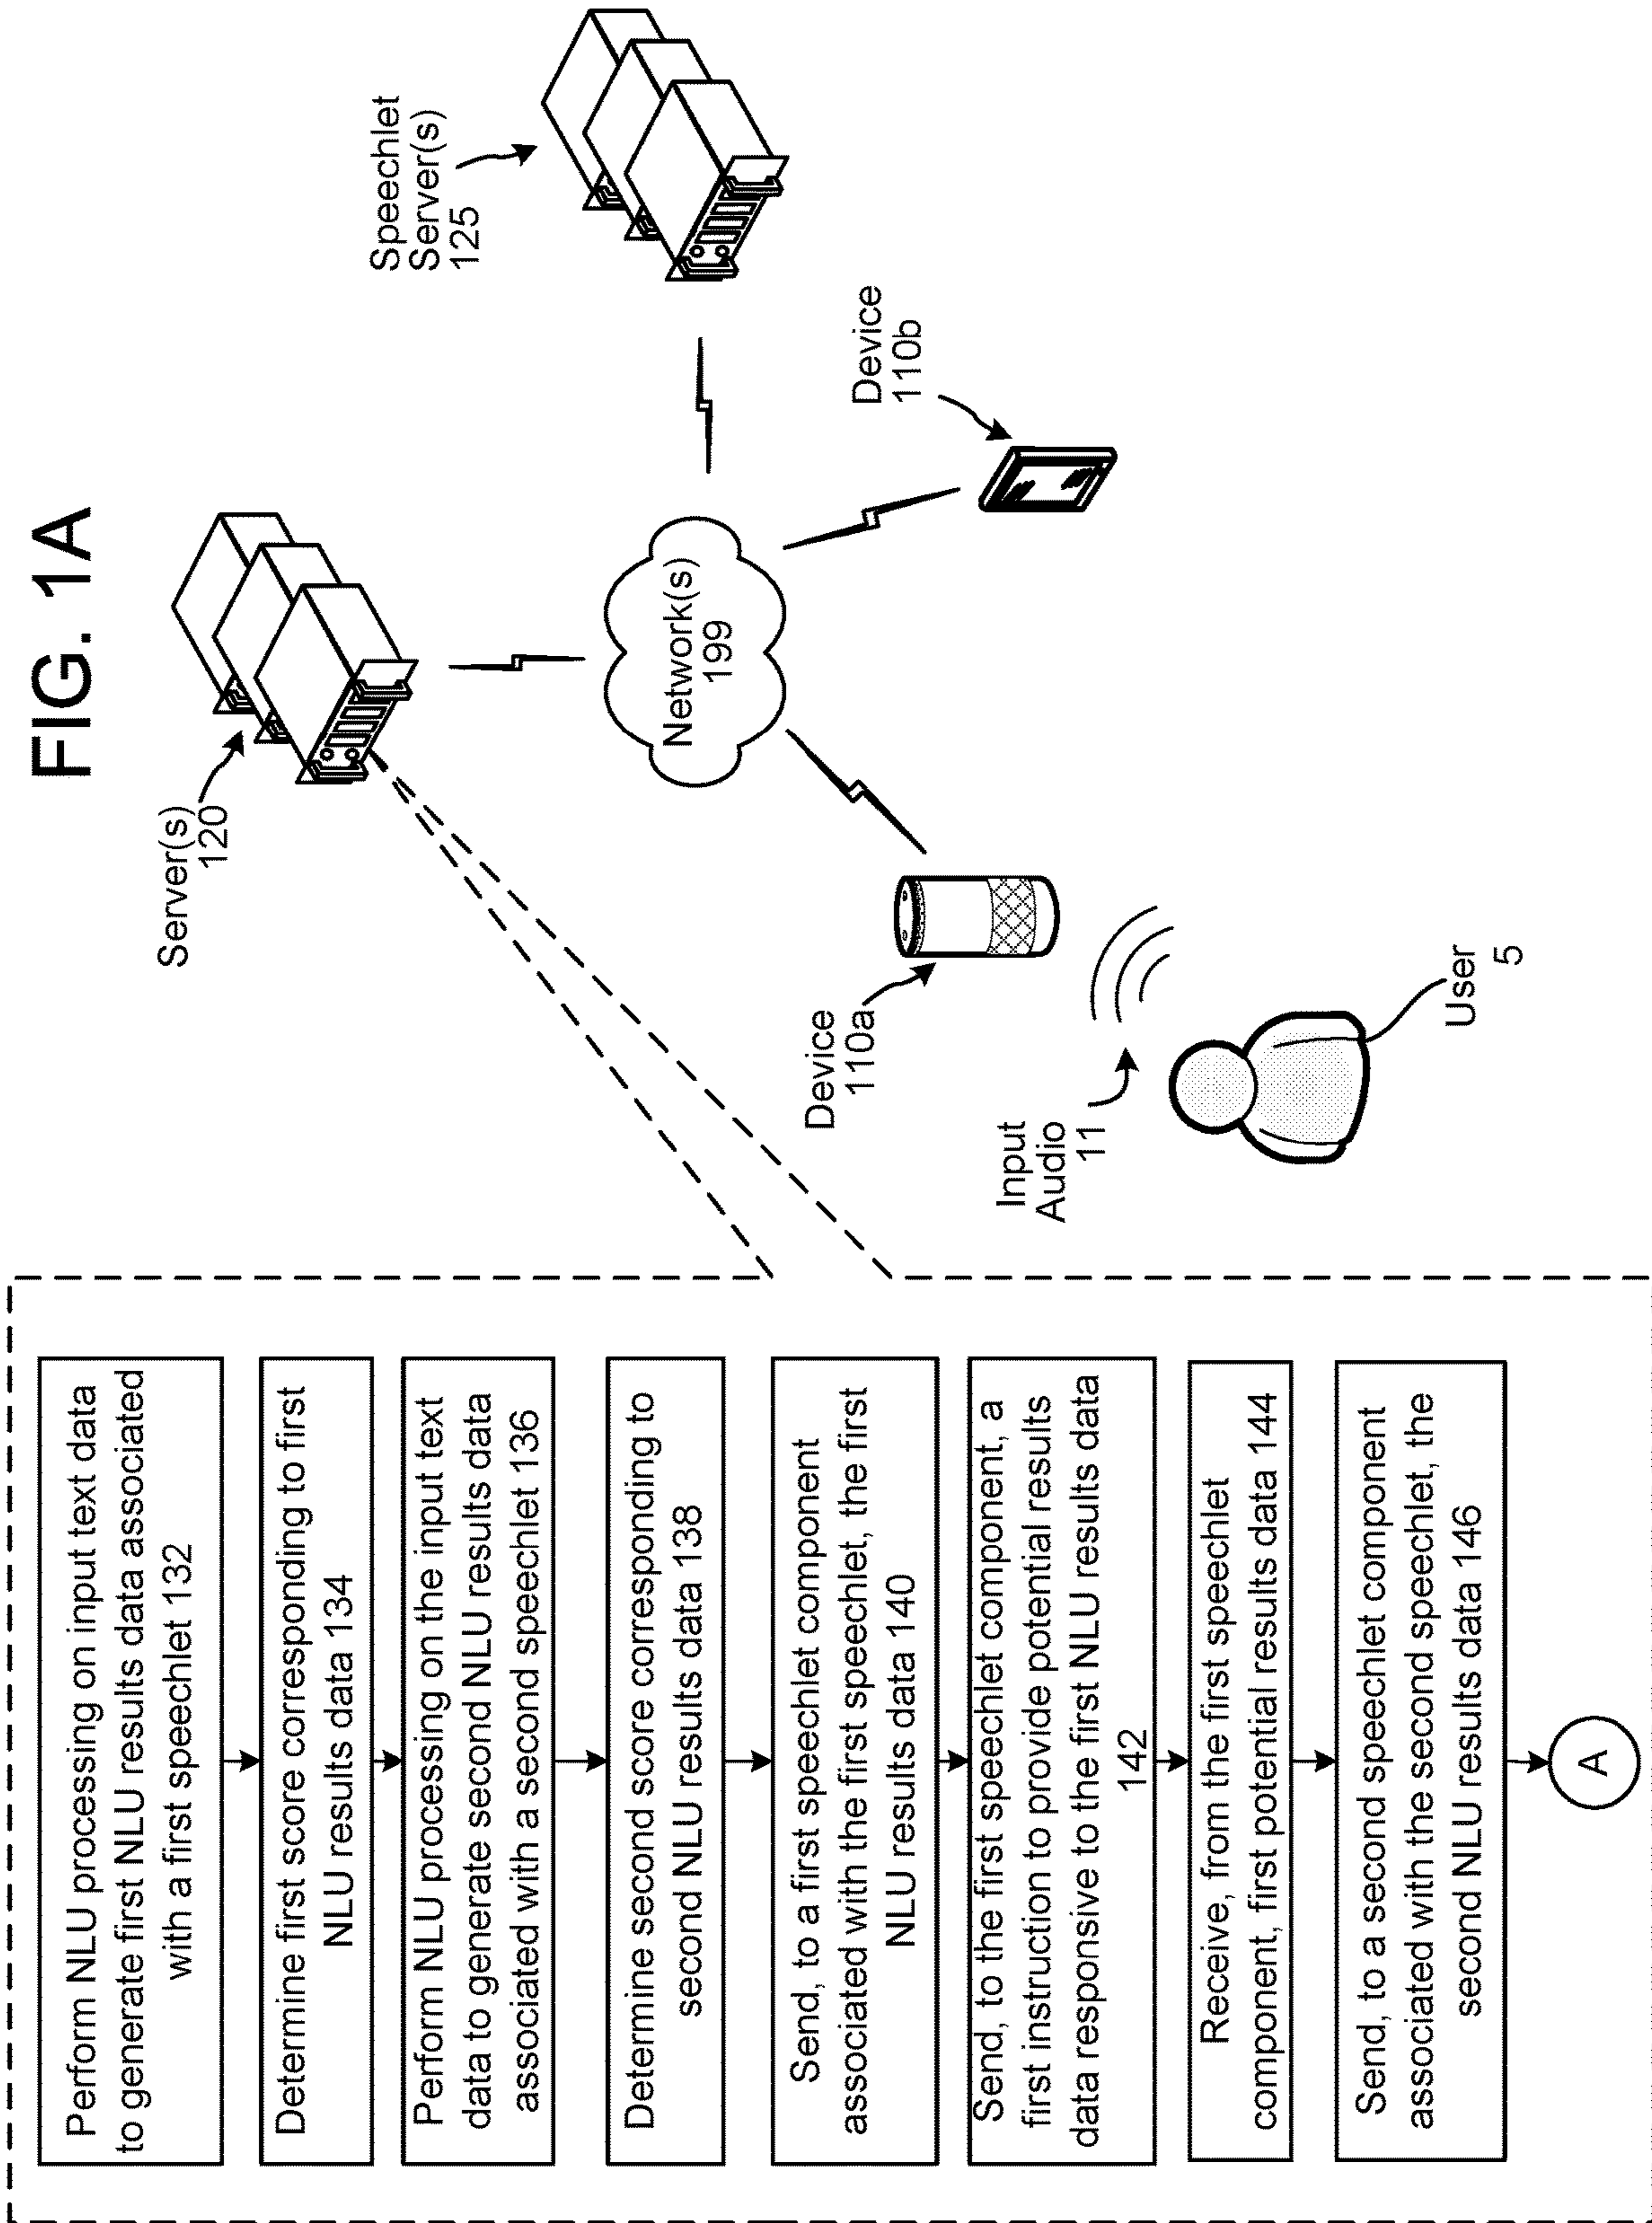 FIG. 1A
Perform NLU processing on input text data
to generate first NLU results data associated
with a first speechlet 132
Determine first score corresponding to first
NLU results data 134
Perform NLU processing on the input text
data to generate second NLU results data
associated with a second speechlet 136
Determine second score corresponding to
second NLU results data 138
Send, to a first speechlet component
associated with the first speechlet, the first
NLU results data 140
Send, to the first speechlet component, a
first instruction to provide potential results
data responsive to the first NLU results data
142
Receive, from the first speechlet
component, first potential results data 144
Send, to a second speechlet component
associated with the second speechlet, the
second NLU results data 146
A
Server(s)
120
Speechlet
Server(s)
125
Network(s)
199
Device
110a
Device
110b
Input
Audio
11
User
5